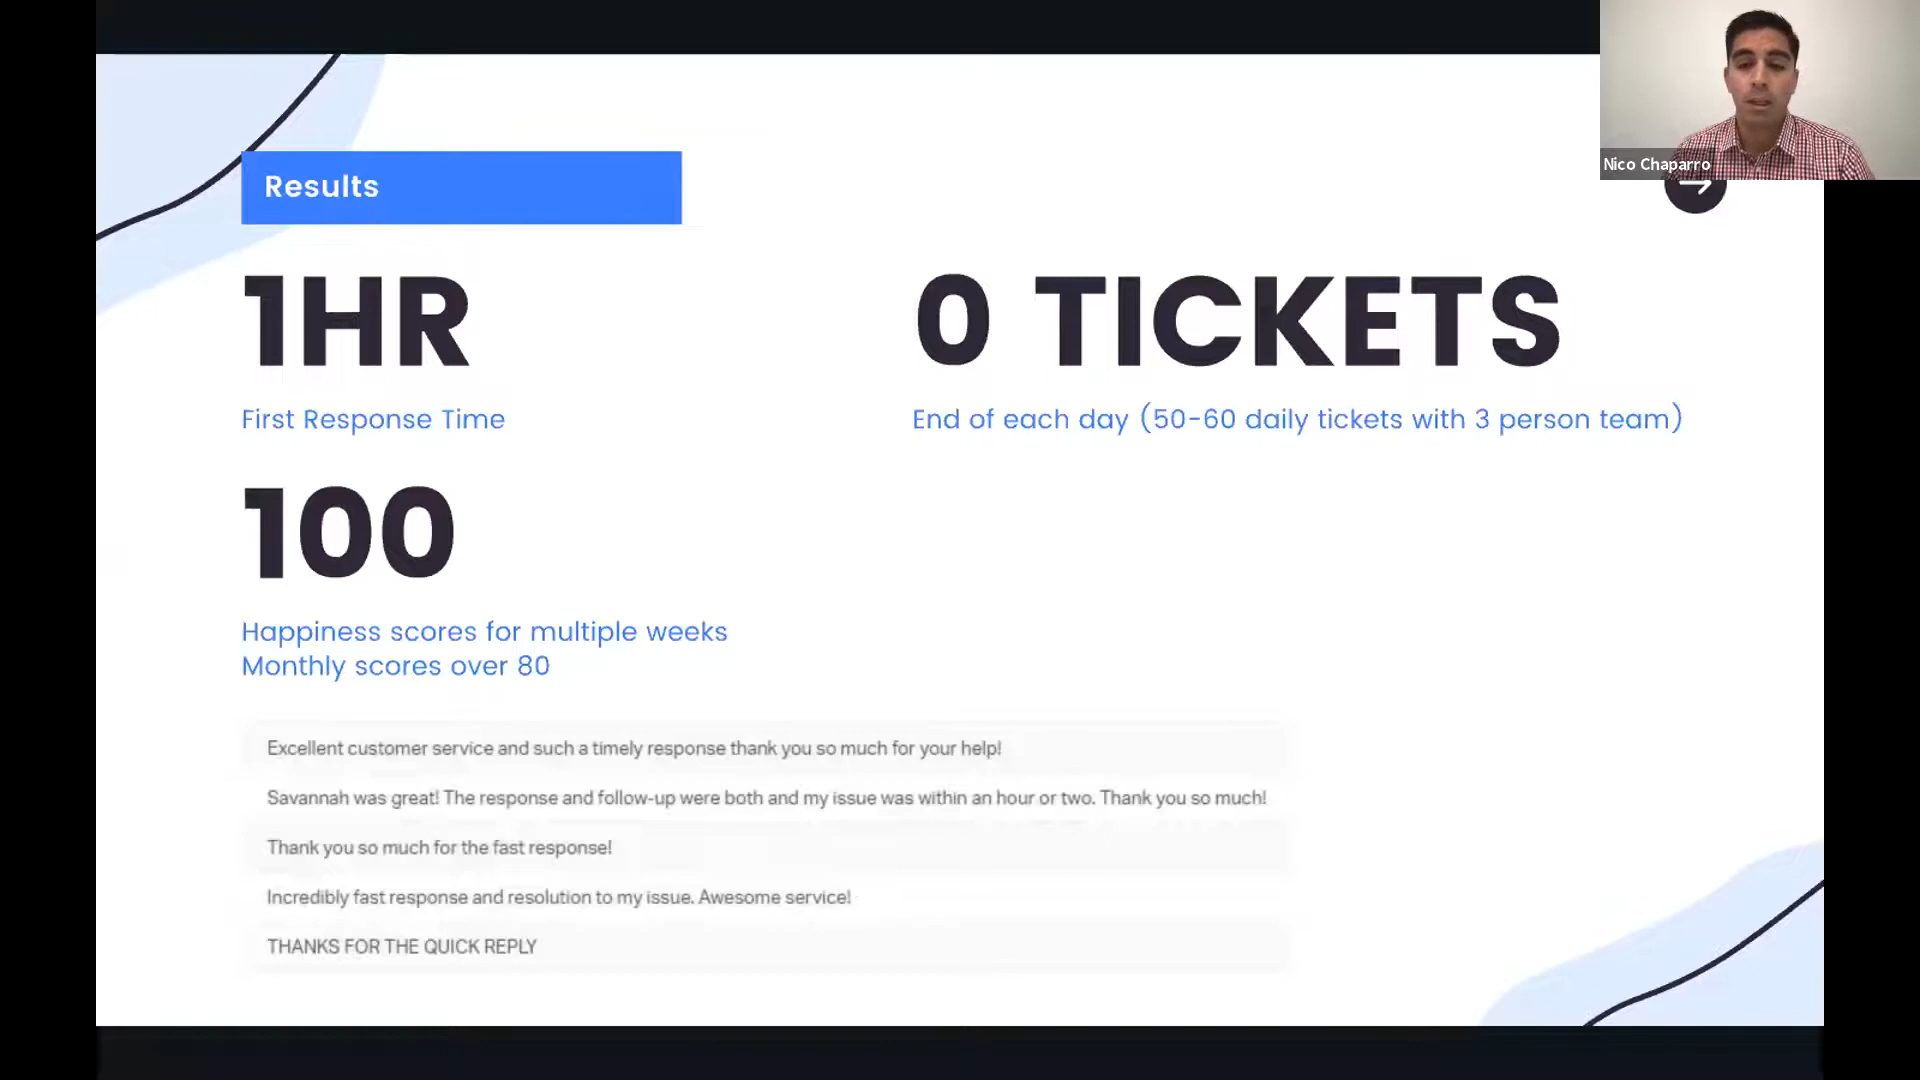 Nico Chaparro
Results
1HR
First Response Time
0 TICKETS
End of each day (50-60 daily tickets with 3 person team)
100
Happiness scores for multiple weeks
Monthly scores over 80
Excellent customer service and such a timely response thank you so much for your help!
Savannah was great! The response and follow-up were both and my issue was within an hour or two. Thank you so much!
Thank you so much for the fast response!
Incredibly fast response and resolution to my issue. Awesome service!
THANKS FOR THE QUICK REPLY